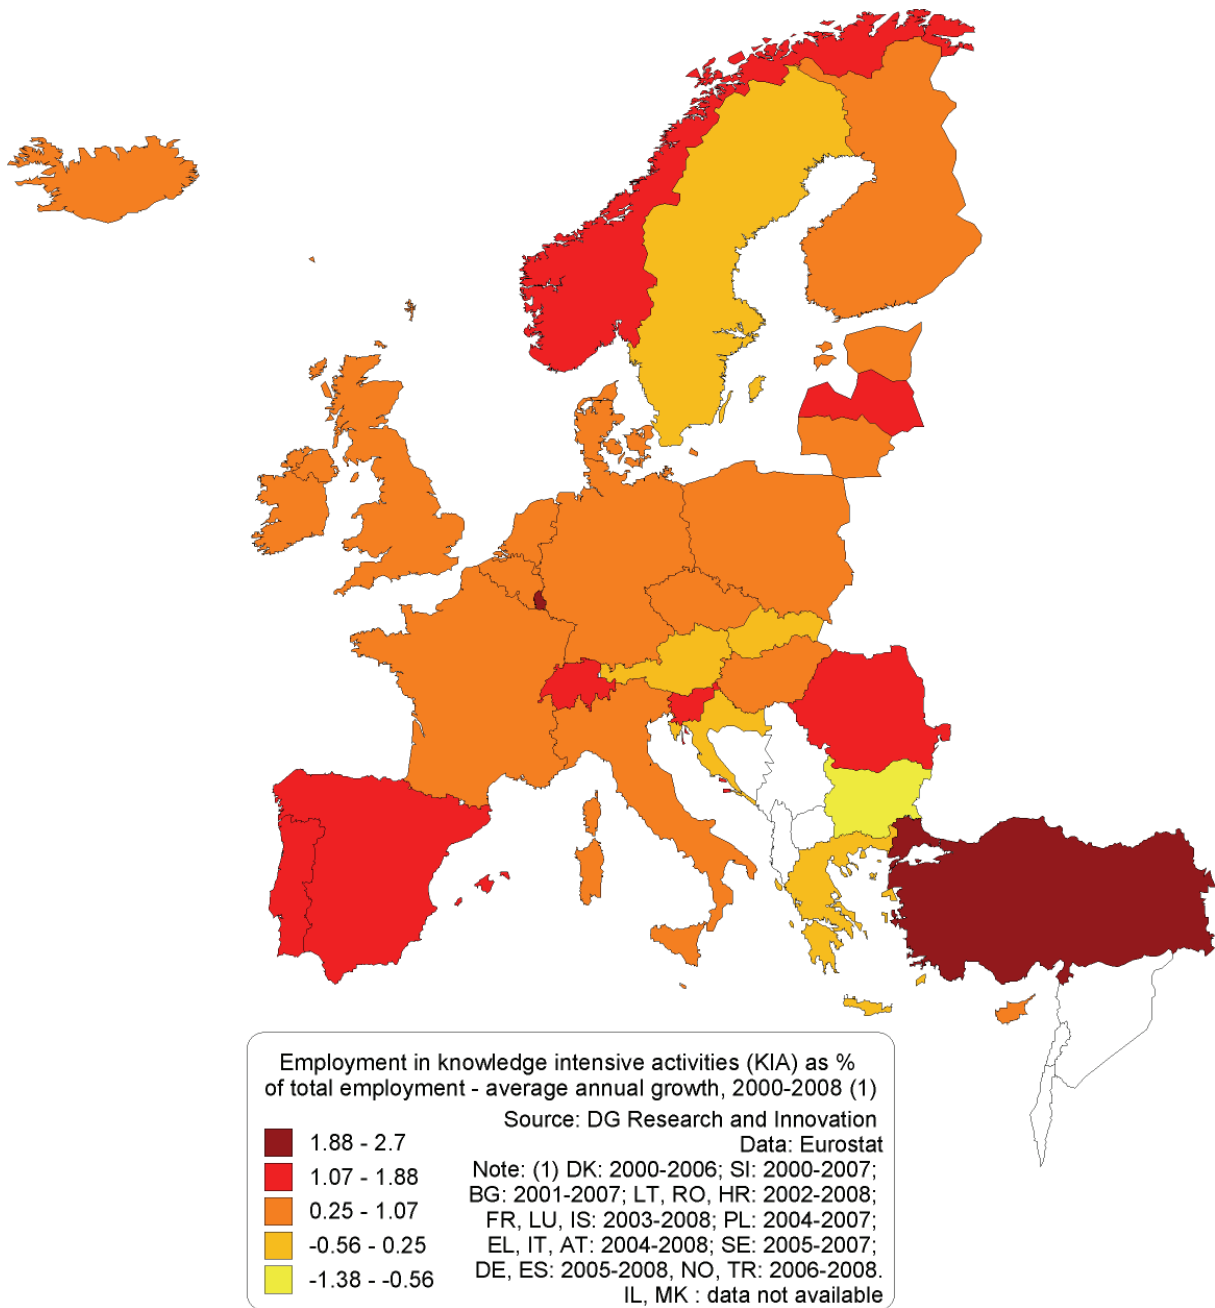 Employment in knowledge intensive activities (KIA) as %
of total employment - average annual growth, 2000-2008 (1)
Source: DG Research and Innovation
Data: Eurostat
1.88 - 2.7
1.07 - 1.88
0.25 - 1.07
-0.56 - 0.25
-1.38 - -0.56
Note: (1) DK: 2000-2006; SI: 2000-2007;
BG: 2001-2007; LT, RO, HR: 2002-2008;
FR, LU, IS: 2003-2008; PL: 2004-2007;
EL, IT, AT: 2004-2008; SE: 2005-2007;
DE, ES: 2005-2008, NO, TR: 2006-2008.
IL, MK : data not available